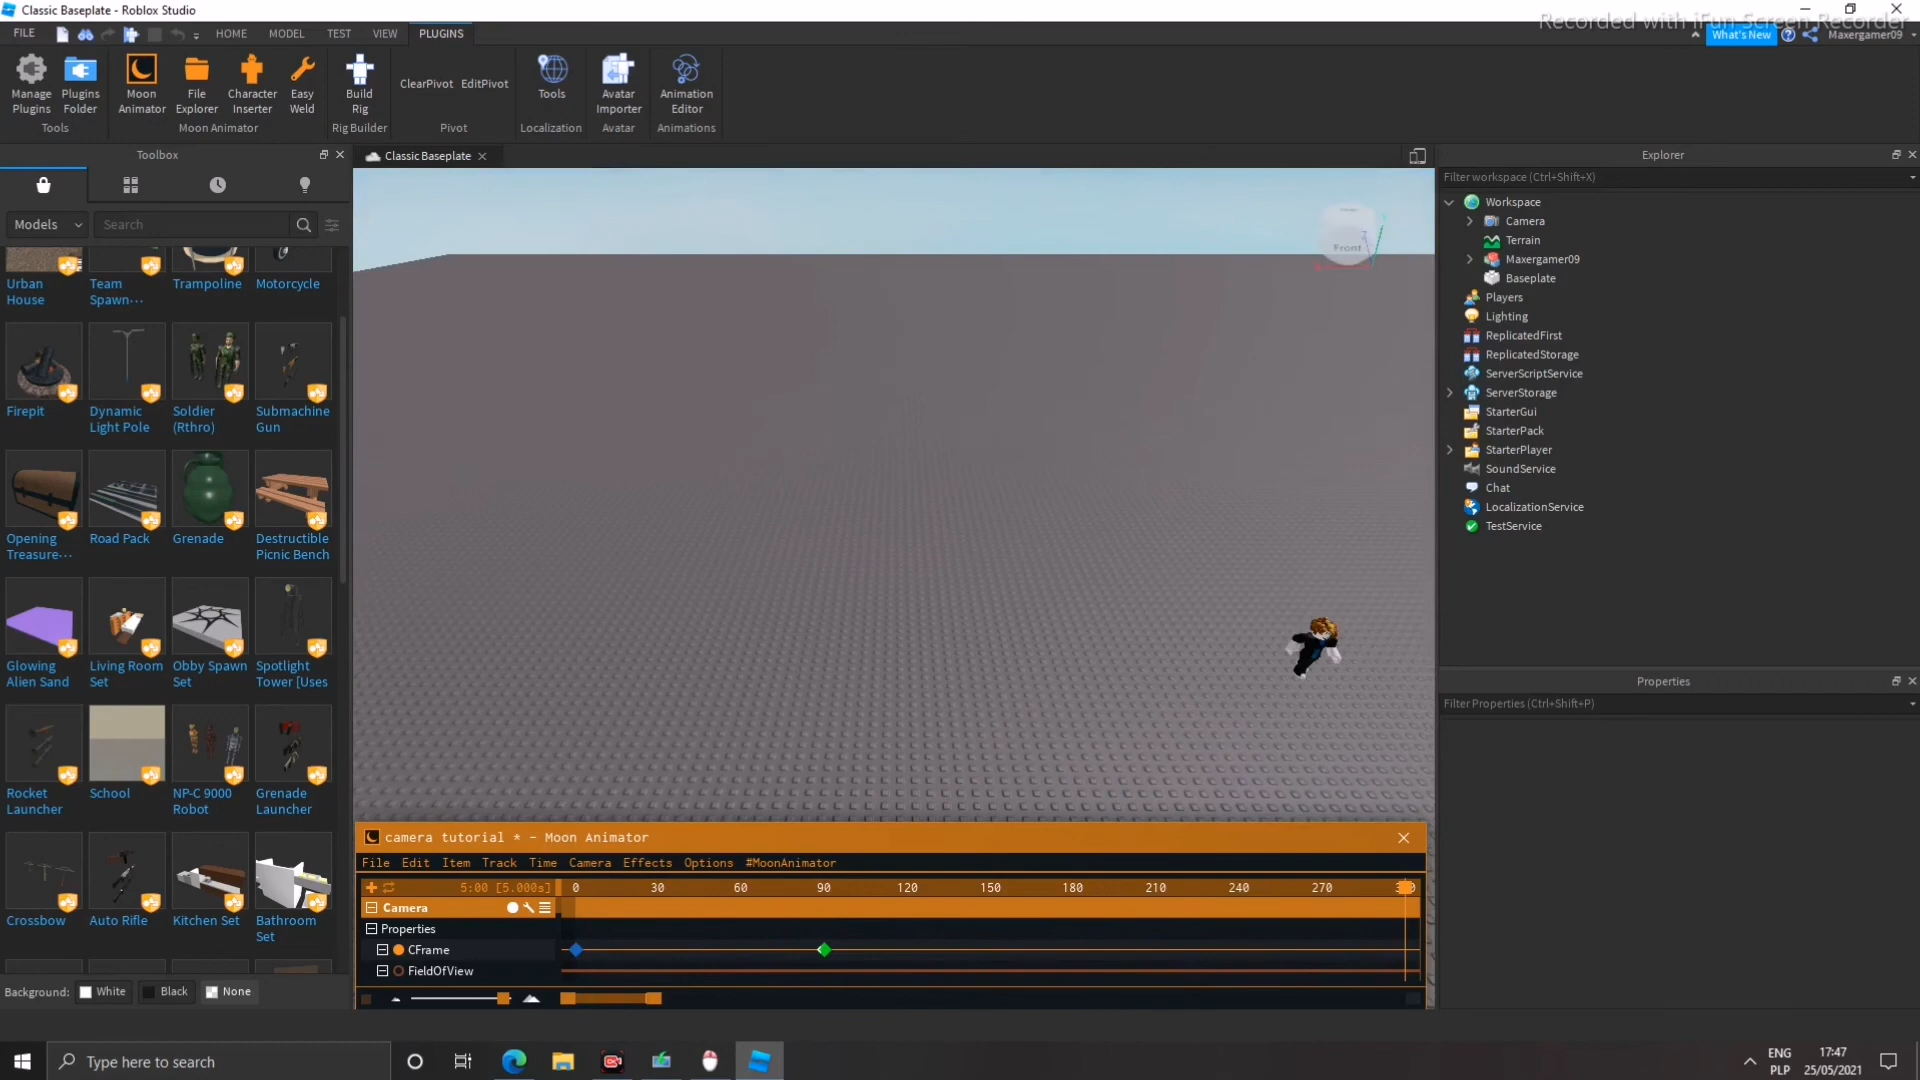 Classic Baseplate - Roblox Studio
Recorded with iFun Screen Recorder
FILE HOME MODEL TEST VIEW PLUGINS
What's New Maxergamer09
Manage Plugins
Plugins Folder
Moon Animator
File Explorer
Character Inserter
Easy Weld
Build Rig
ClearPivot EditPivot
Tools
Avatar Importer
Animation Editor
Tools Moon Animator Rig Builder Pivot Localization Avatar Animations
Toolbox
Classic Baseplate
Explorer
Models
Search
Filter workspace (Ctrl+Shift+X)
Workspace
Camera
Terrain
Maxergamer09
Baseplate
Players
Lighting
ReplicatedFirst
ReplicatedStorage
ServerScriptService
ServerStorage
StarterGui
StarterPack
StarterPlayer
SoundService
Chat
LocalizationService
TestService
Properties
Filter Properties (Ctrl+Shift+P)
Front
Urban House
Team Spawn...
Trampoline
Motorcycle
Firepit
Dynamic Light Pole
Soldier (Rthro)
Submachine Gun
Opening Treasure...
Road Pack
Grenade
Destructible Picnic Bench
Glowing Alien Sand
Living Room Set
Obby Spawn Set
Spotlight Tower [Uses
Rocket Launcher
School
NP-C 9000 Robot
Grenade Launcher
Crossbow
Auto Rifle
Kitchen Set
Bathroom Set
Background: White Black None
camera tutorial * - Moon Animator
File Edit Item Track Time Camera Effects Options #MoonAnimator
5:00 [5.000s] 0 30 60 90 120 150 180 210 240 270
Camera
Properties
CFrame
FieldOfView
Type here to search
ENG
PLP
17:47
25/05/2021